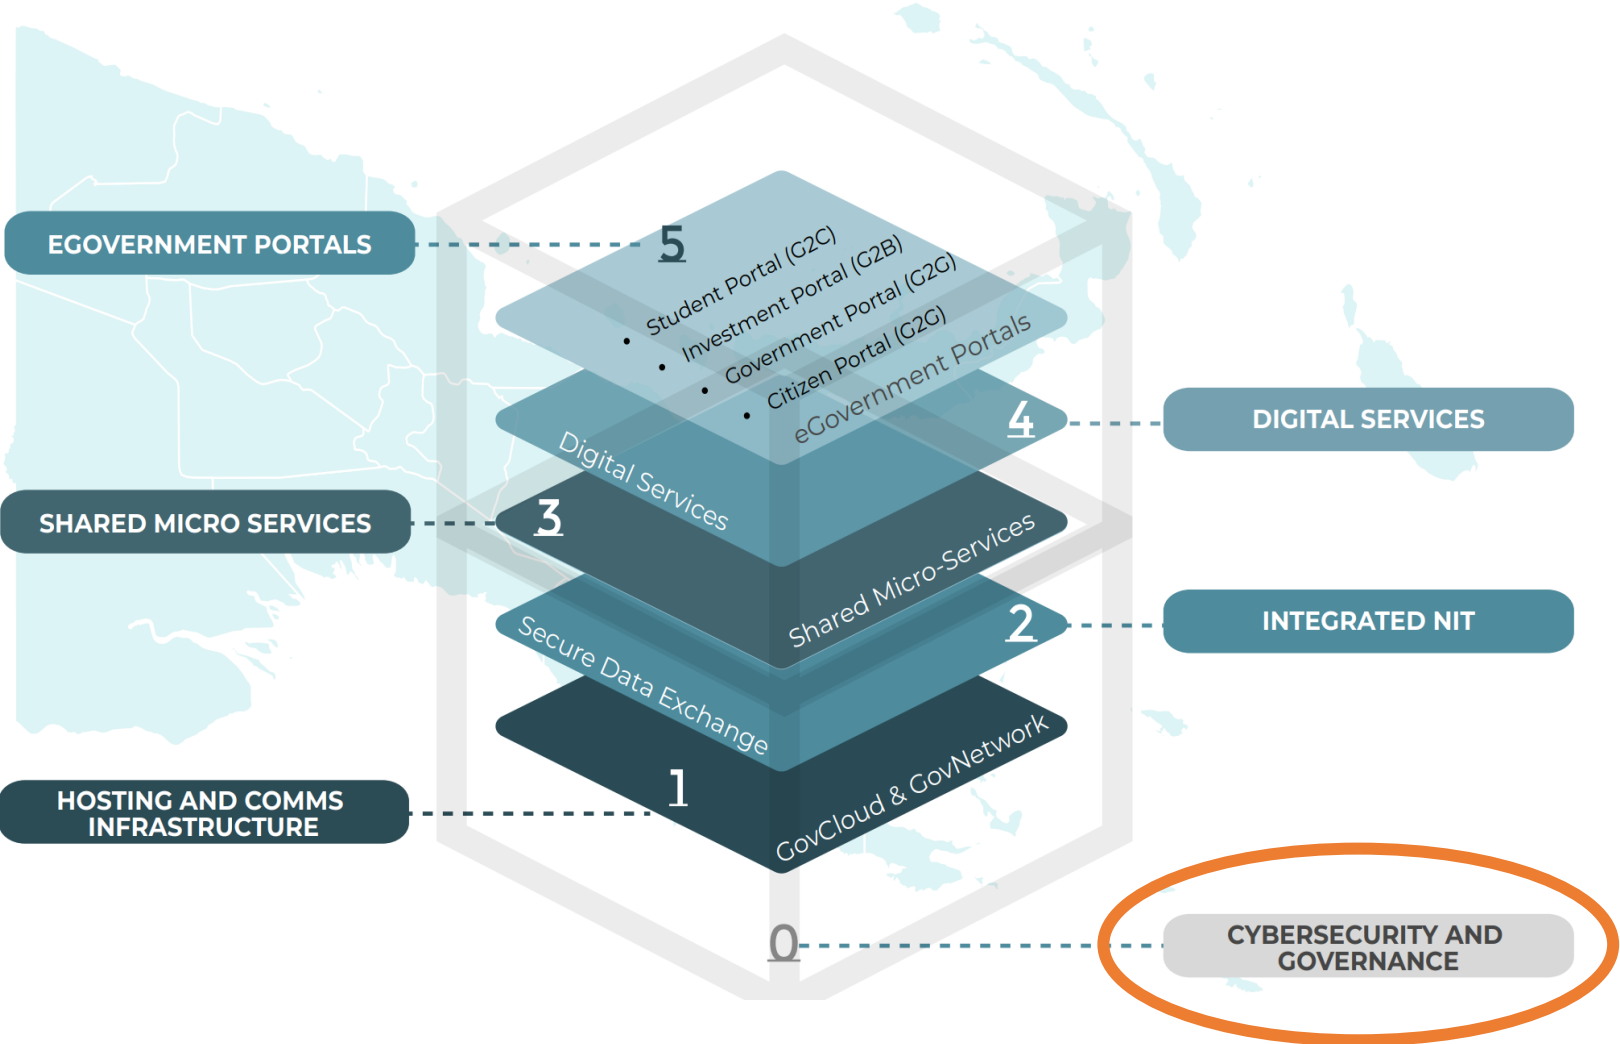 EGOVERNMENT PORTALS
5
• Student Portal (G2C)
• Investment Portal (G2B)
• Government Portal (G2G)
• Citizen Portal (G2G)
eGovernment Portals
4
DIGITAL SERVICES
Digital Services
SHARED MICRO SERVICES
3
Shared Micro-Services
2
INTEGRATED NIT
Secure Data Exchange
HOSTING AND COMMS
INFRASTRUCTURE
1
GovCloud & GovNetwork
0
CYBERSECURITY AND
GOVERNANCE